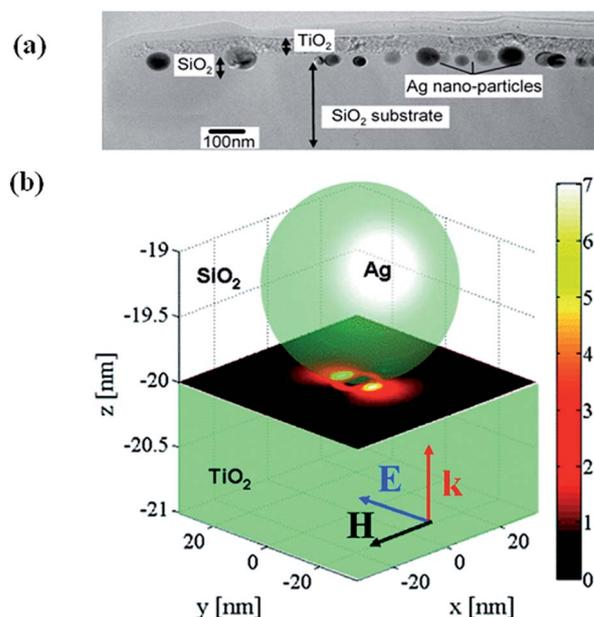 (a)
TiO₂
SiO₂
Ag nano-particles
SiO₂ substrate
100nm
(b)
7
-19
SiO₂
Ag
6
-19.5
5
z [nm]
4
-20
3
-20.5
TiO₂
E
k
2
H
1
-21
20
0
-20
y [nm]
-20
0
20
x [nm]
0